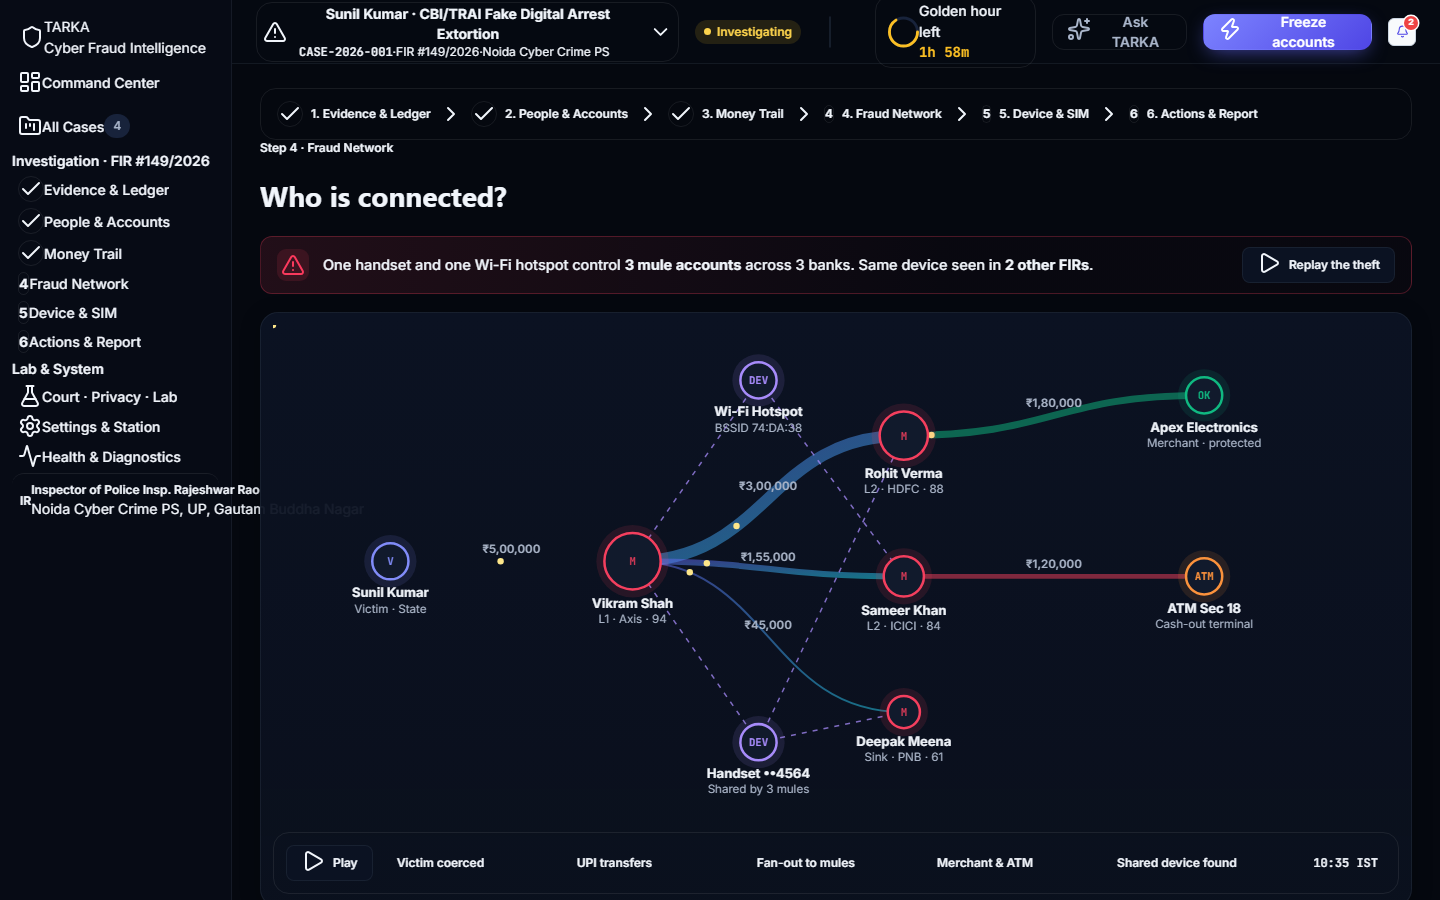 TARKA
Cyber Fraud Intelligence
Command Center
All Cases 4
Investigation · FIR #149/2026
Evidence & Ledger
People & Accounts
Money Trail
4 Fraud Network
5 Device & SIM
6 Actions & Report
Lab & System
Court · Privacy · Lab
Settings & Station
Health & Diagnostics
IR
Inspector of Police Insp. Rajeshwar Rao
Noida Cyber Crime PS, UP, Gautam Buddha Nagar
Sunil Kumar · CBI/TRAI Fake Digital Arrest
Extortion
CASE-2026-001·FIR #149/2026·Noida Cyber Crime PS
Investigating
Golden hour
left
1h 58m
Ask
TARKA
Freeze
accounts
2
1. Evidence & Ledger
2. People & Accounts
3. Money Trail
4 4. Fraud Network
5 5. Device & SIM
6 6. Actions & Report
Step 4 · Fraud Network
Who is connected?
One handset and one Wi-Fi hotspot control 3 mule accounts across 3 banks. Same device seen in 2 other FIRs.
Replay the theft
DEV
Wi-Fi Hotspot
BSSID 74:DA:38
₹1,80,000
OK
Apex Electronics
Merchant · protected
M
Rohit Verma
L2 · HDFC · 88
₹3,00,000
₹5,00,000
V
Sunil Kumar
Victim · State
M
Vikram Shah
L1 · Axis · 94
₹1,55,000
M
Sameer Khan
L2 · ICICI · 84
₹1,20,000
ATM
ATM Sec 18
Cash-out terminal
₹45,000
M
Deepak Meena
Sink · PNB · 61
DEV
Handset ••4564
Shared by 3 mules
Play
Victim coerced
UPI transfers
Fan-out to mules
Merchant & ATM
Shared device found
10:35 IST